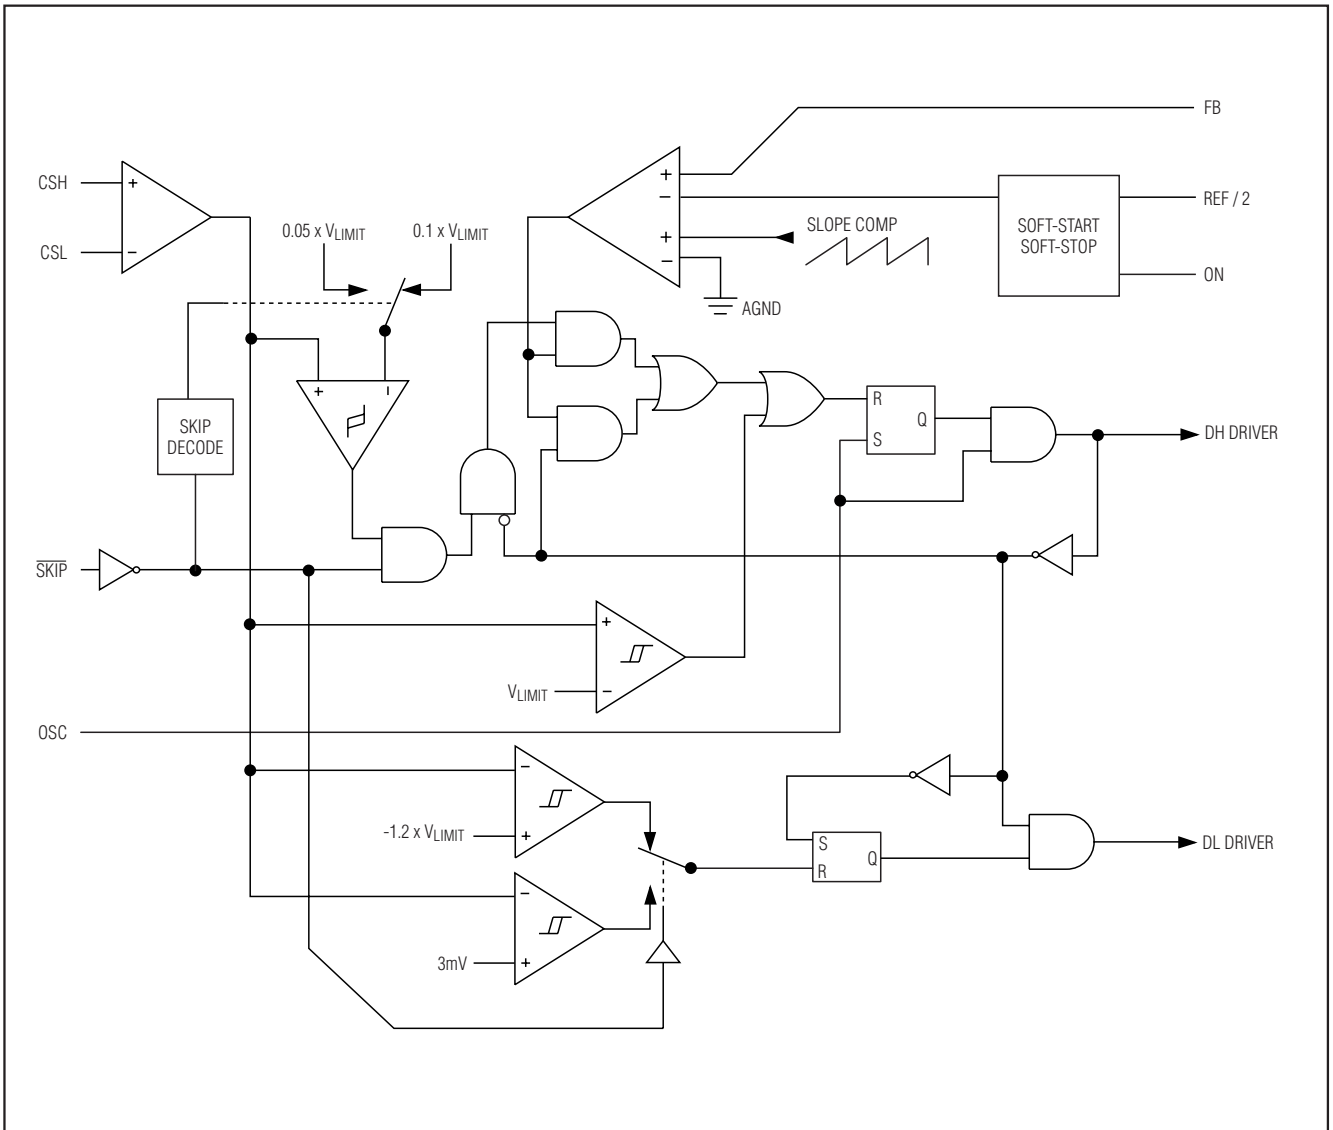 FB
CSH
+
+
−
REF / 2
SOFT-START
SOFT-STOP
SLOPE COMP
0.05 x VLIMIT
0.1 x VLIMIT
+
CSL
−
−
ON
AGND
+
−
R
Q
S
SKIP
DECODE
DH DRIVER
SKIP
+
VLIMIT
−
OSC
−
-1.2 x VLIMIT
+
S
Q
R
DL DRIVER
−
3mV
+